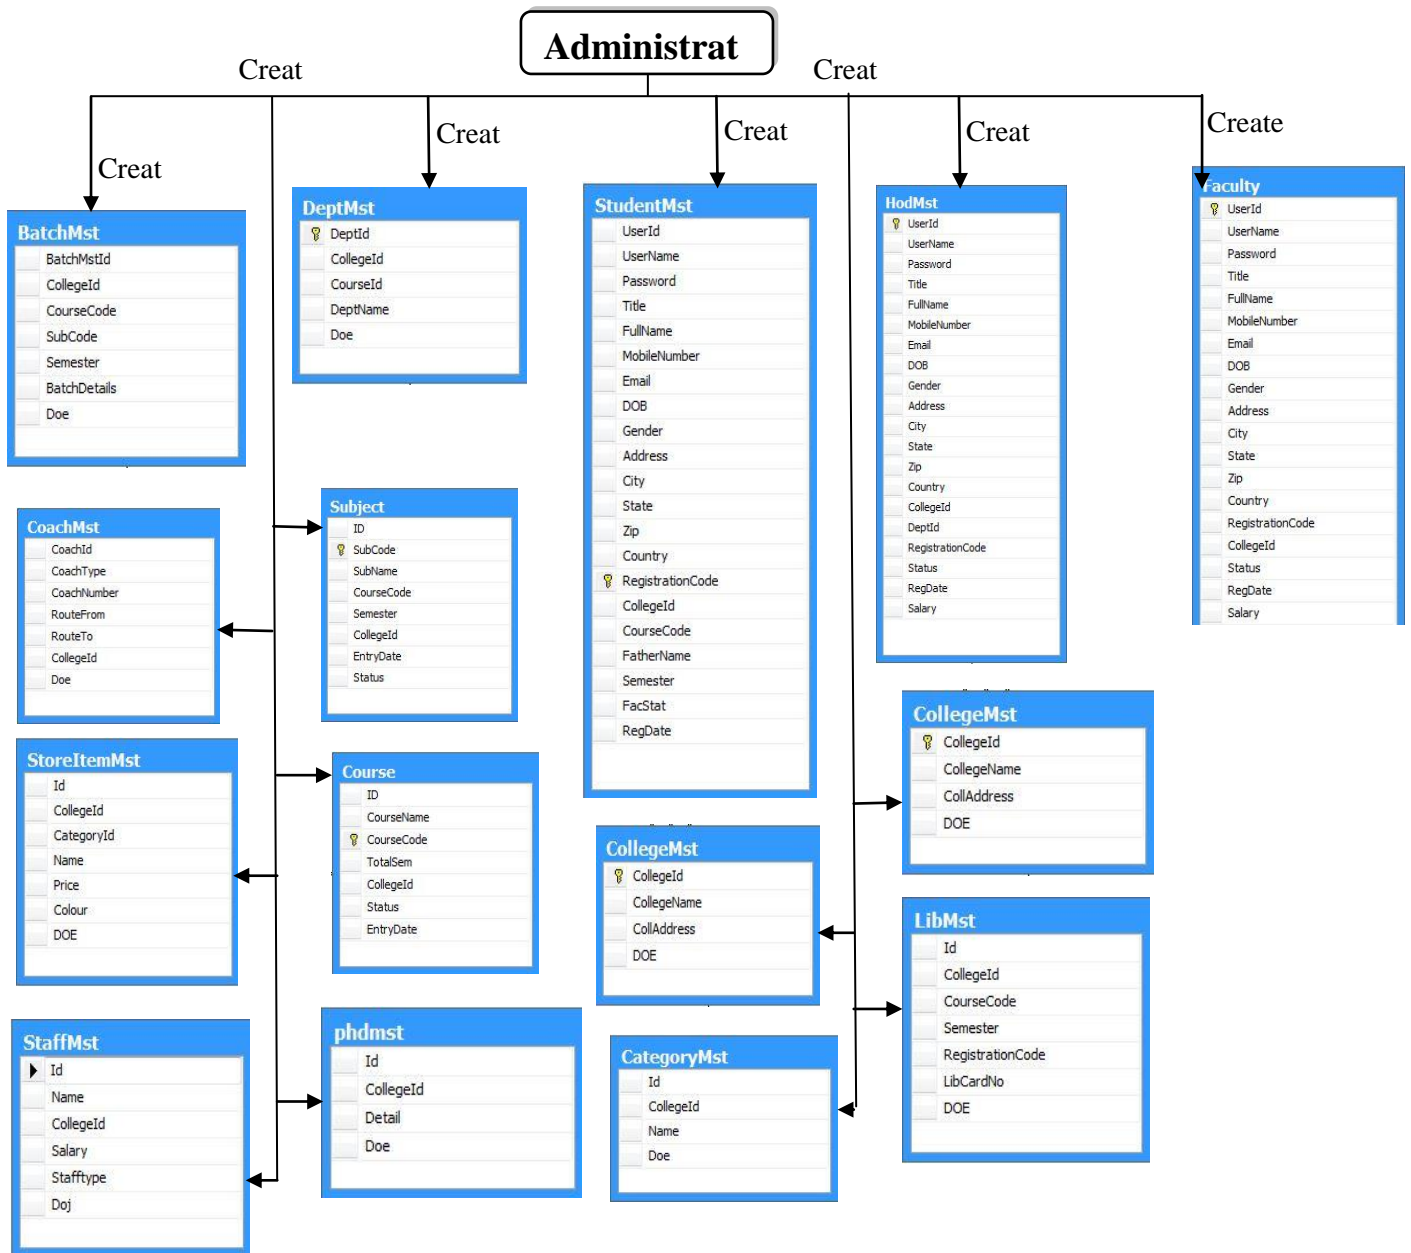 Administrat
Creat
Creat
Creat
Creat
Creat
Creat
Create
BatchMst
BatchMstId
CollegeId
CourseCode
SubCode
Semester
BatchDetails
Doe
DeptMst
DeptId
CollegeId
CourseId
DeptName
Doe
StudentMst
UserId
UserName
Password
Title
FullName
MobileNumber
Email
DOB
Gender
Address
City
State
Zip
Country
RegistrationCode
CollegeId
CourseCode
FatherName
Semester
FacStat
RegDate
HodMst
UserId
UserName
Password
Title
FullName
MobileNumber
Email
DOB
Gender
Address
City
State
Zip
Country
CollegeId
DeptId
RegistrationCode
Status
RegDate
Salary
Faculty
UserId
UserName
Password
Title
FullName
MobileNumber
Email
DOB
Gender
Address
City
State
Zip
Country
RegistrationCode
CollegeId
Status
RegDate
Salary
CoachMst
CoachId
CoachType
CoachNumber
RouteFrom
RouteTo
CollegeId
Doe
Subject
ID
SubCode
SubName
CourseCode
Semester
CollegeId
EntryDate
Status
StoreItemMst
Id
CollegeId
CategoryId
Name
Price
Colour
DOE
Course
ID
CourseName
CourseCode
TotalSem
CollegeId
Status
EntryDate
CollegeMst
CollegeId
CollegeName
CollAddress
DOE
CollegeMst
CollegeId
CollegeName
CollAddress
DOE
LibMst
Id
CollegeId
CourseCode
Semester
RegistrationCode
LibCardNo
DOE
StaffMst
Id
Name
CollegeId
Salary
Stafftype
Doj
phdmst
Id
CollegeId
Detail
Doe
CategoryMst
Id
CollegeId
Name
Doe